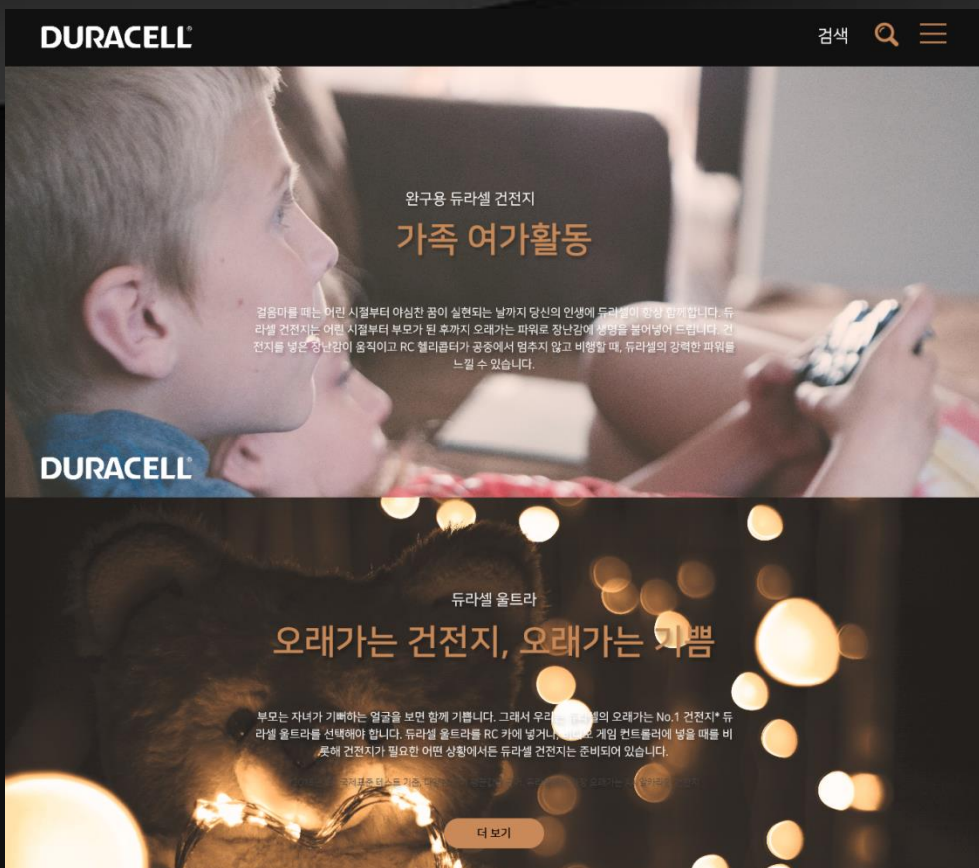 DURACELL
검색
완구용 듀라셀 건전지
가족 여가활동
걸음마를 떼는 어린 시절부터 야심찬 꿈이 실현되는 날까지 당신의 인생에 듀라셀이 항상 함께합니다. 듀
라셀 건전지는 어린 시절부터 부모가 된 후까지 오래가는 파워로 장난감에 생명을 불어넣어 드립니다. 건
전지를 넣은 장난감이 움직이고 RC 헬리콥터가 공중에서 멈추지 않고 비행할 때, 듀라셀의 강력한 파워를
느낄 수 있습니다.
DURACELL
듀라셀 울트라
오래가는 건전지, 오래가는 기쁨
부모는 자녀가 기뻐하는 얼굴을 보면 함께 기쁩니다. 그래서 우리는 듀라셀의 오래가는 No.1 건전지* 듀
라셀 울트라를 선택해야 합니다. 듀라셀 울트라를 RC 카에 넣거나, 비디오 게임 컨트롤러에 넣을 때를 비
롯해 건전지가 필요한 어떤 상황에서든 듀라셀 건전지는 준비되어 있습니다.
국제표준 테스트 기준,
더 보기